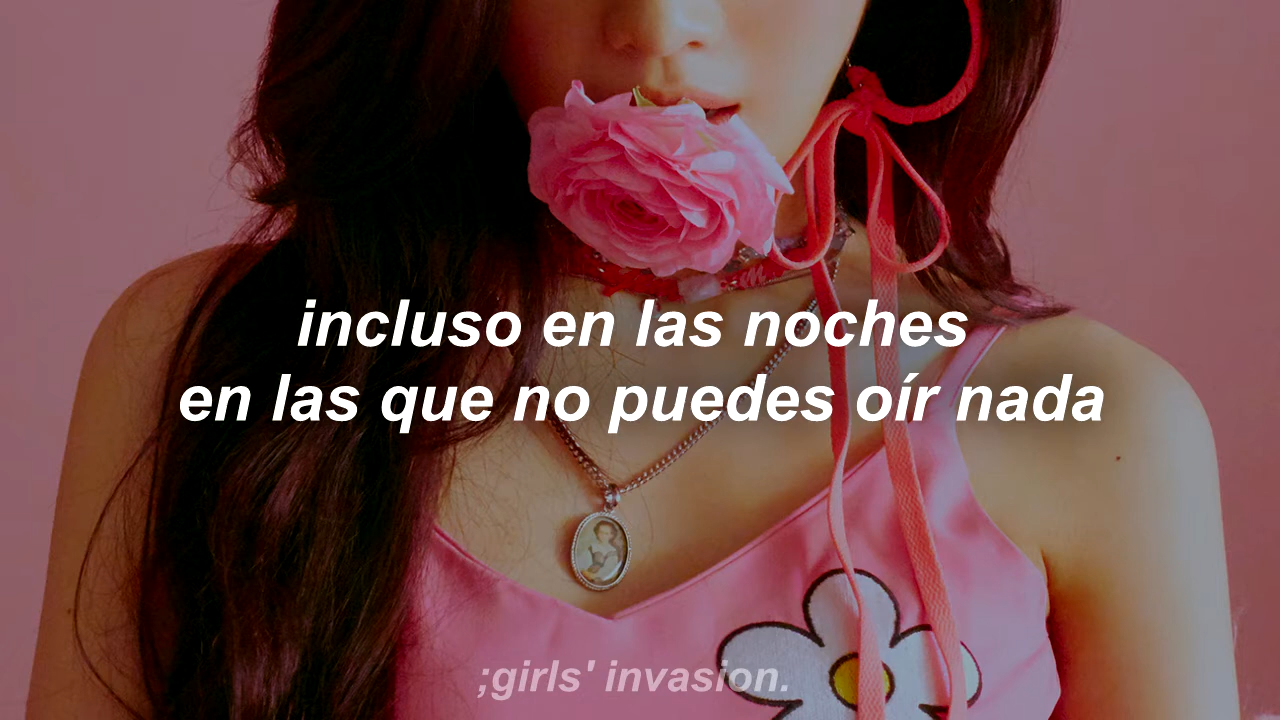 incluso en las noches
en las que no puedes oír nada
;girls' invasion.